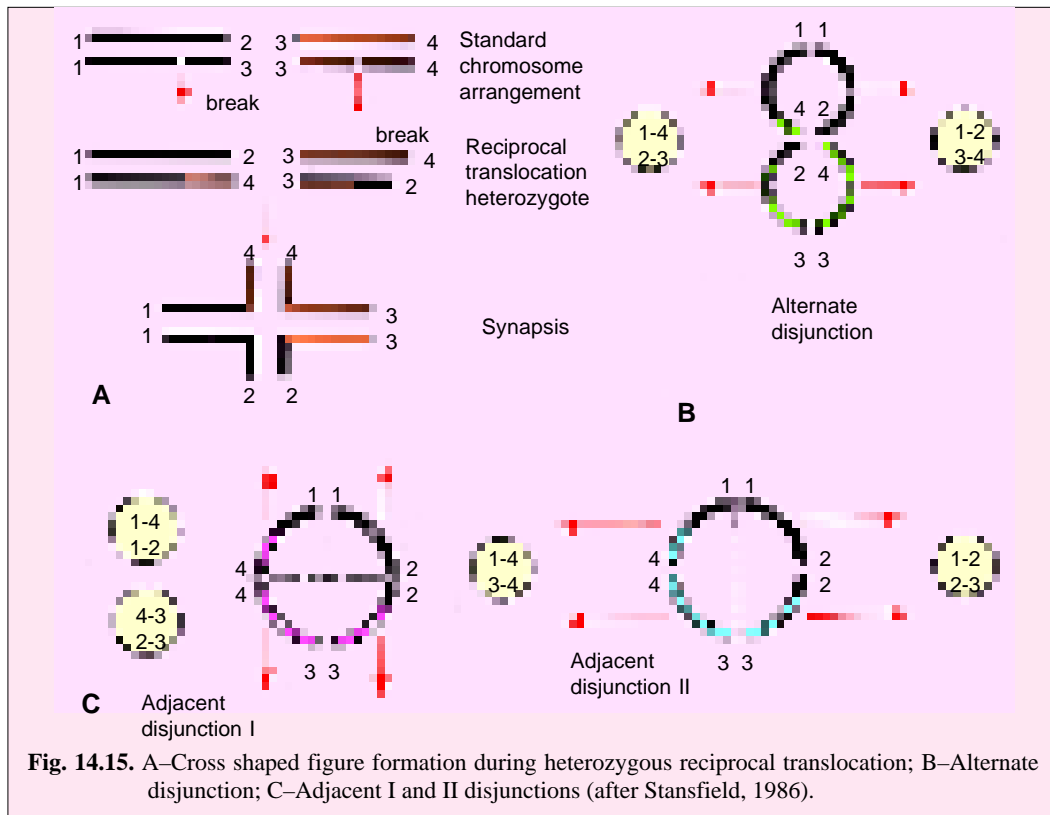 1 2 3 4 Standard
1 3 3 4 chromosome
arrangement
break
break
1 2 3 4 Reciprocal
1 4 3 2 translocation
heterozygote
4 4
1 3
1 3
Synapsis
2 2
A
1 1
4 2
1-4
2-3
1-2
3-4
2 4
3 3
Alternate
disjunction
B
1-4
1-2
4-3
2-3
1 1
4 2
4 2
3 3
C Adjacent
disjunction I
1-4
3-4
1 1
4 2
4 2
3 3
1-2
2-3
Adjacent
disjunction II
Fig. 14.15. A–Cross shaped figure formation during heterozygous reciprocal translocation; B–Alternate
disjunction; C–Adjacent I and II disjunctions (after Stansfield, 1986).